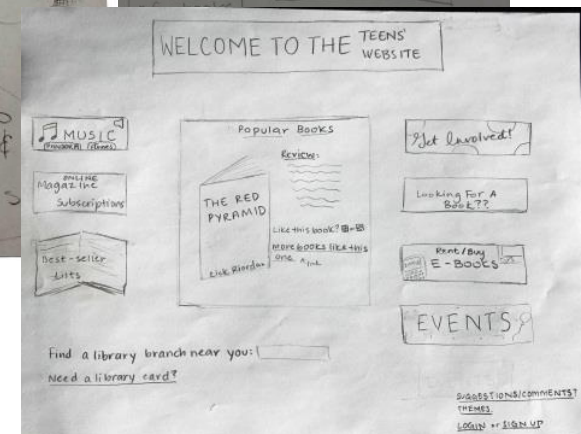 WELCOME TO THE TEENS'
WEBSITE
MUSIC
PANDORA iTunes
ONLINE
Magazine
Subscriptions
Best-seller
Lists
Popular Books
Review:
THE RED
PYRAMID
Rick Riordan
Like this book?
More books like this
one
Get Involved!
Looking For A
Book??
Rent/Buy
E-BOOKS
EVENTS
Find a library branch near you:
Need a library card?
SUGGESTIONS/COMMENTS?
THEMES
LOGIN or SIGN UP